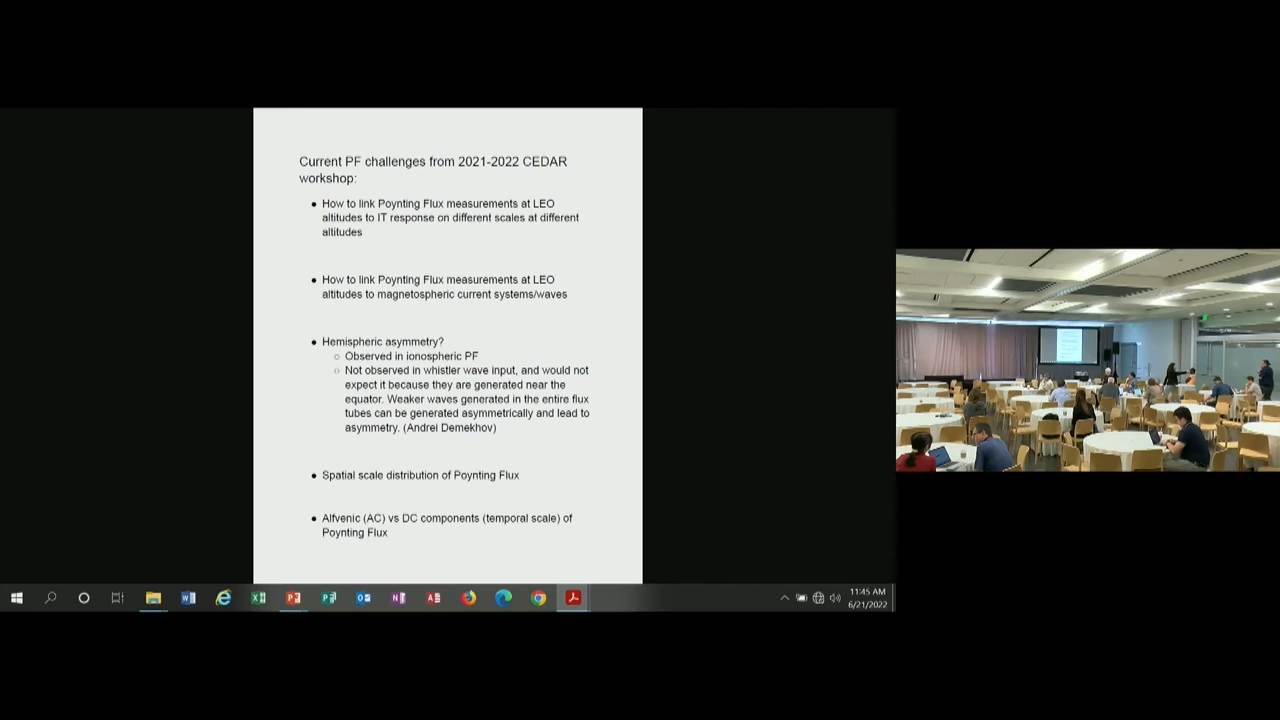 Current PF challenges from 2021-2022 CEDAR
workshop:
● How to link Poynting Flux measurements at LEO
altitudes to IT response on different scales at different
altitudes
● How to link Poynting Flux measurements at LEO
altitudes to magnetospheric current systems/waves
● Hemispheric asymmetry?
○ Observed in ionospheric PF
○ Not observed in whistler wave input, and would not
expect it because they are generated near the
equator. Weaker waves generated in the entire flux
tubes can be generated asymmetrically and lead to
asymmetry. (Andrei Demekhov)
● Spatial scale distribution of Poynting Flux
● Alfvenic (AC) vs DC components (temporal scale) of
Poynting Flux
11:45 AM
6/21/2022